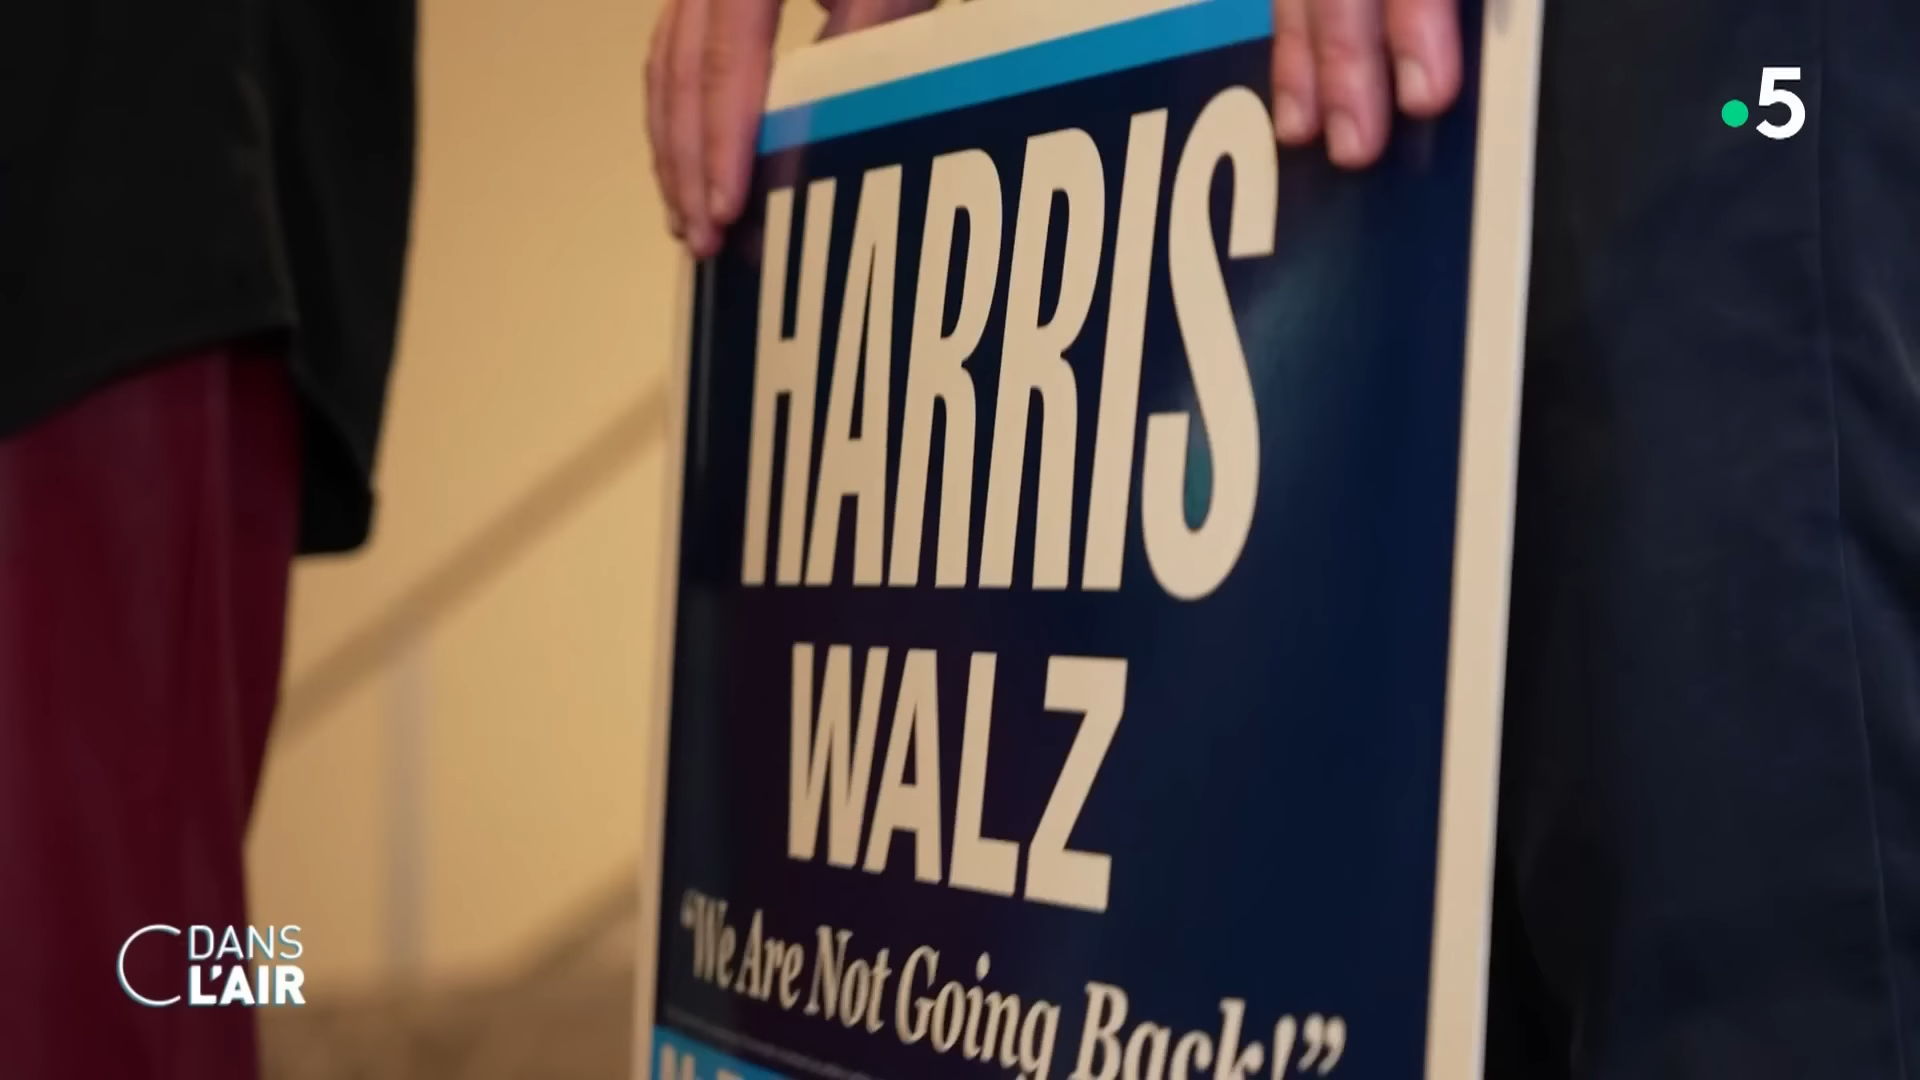 5
HARRIS
WALZ
“We Are Not Going Back!”
C DANS
L'AIR